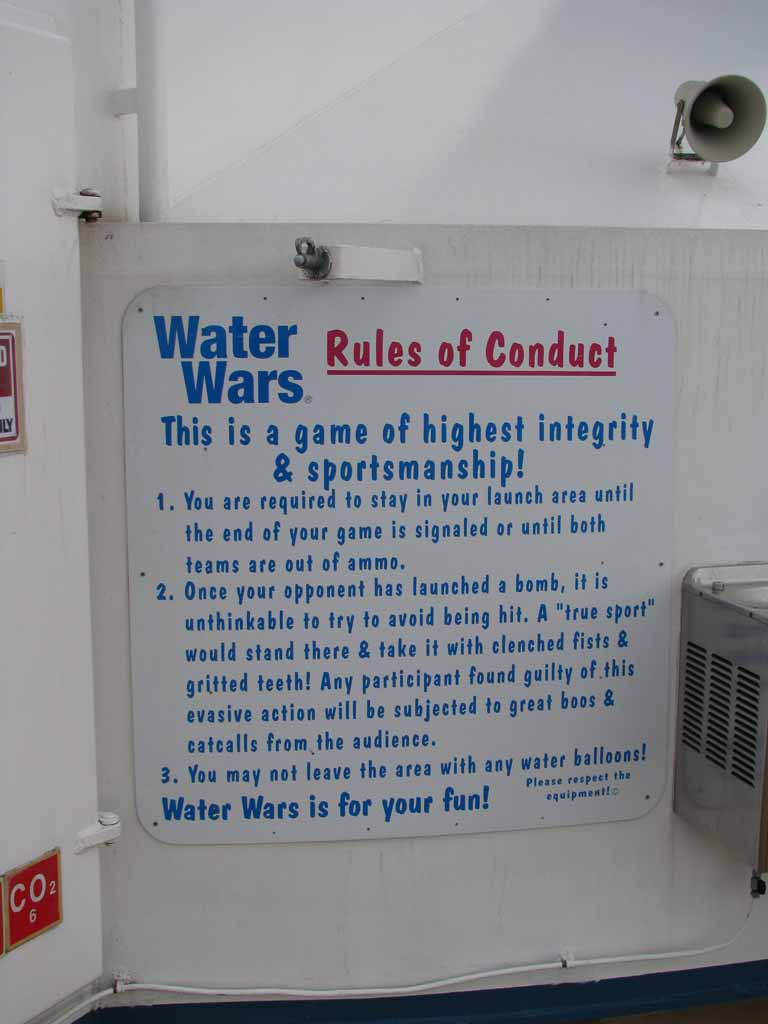 Water
Wars®
Rules of Conduct
This is a game of highest integrity
& sportsmanship!
1. You are required to stay in your launch area until
the end of your game is signaled or until both
teams are out of ammo.
2. Once your opponent has launched a bomb, it is
unthinkable to try to avoid being hit. A "true sport"
would stand there & take it with clenched fists &
gritted teeth! Any participant found guilty of this
evasive action will be subjected to great boos &
catcalls from the audience.
3. You may not leave the area with any water balloons!
Water Wars is for your fun!
Please respect the
equipment!©
CO2
6